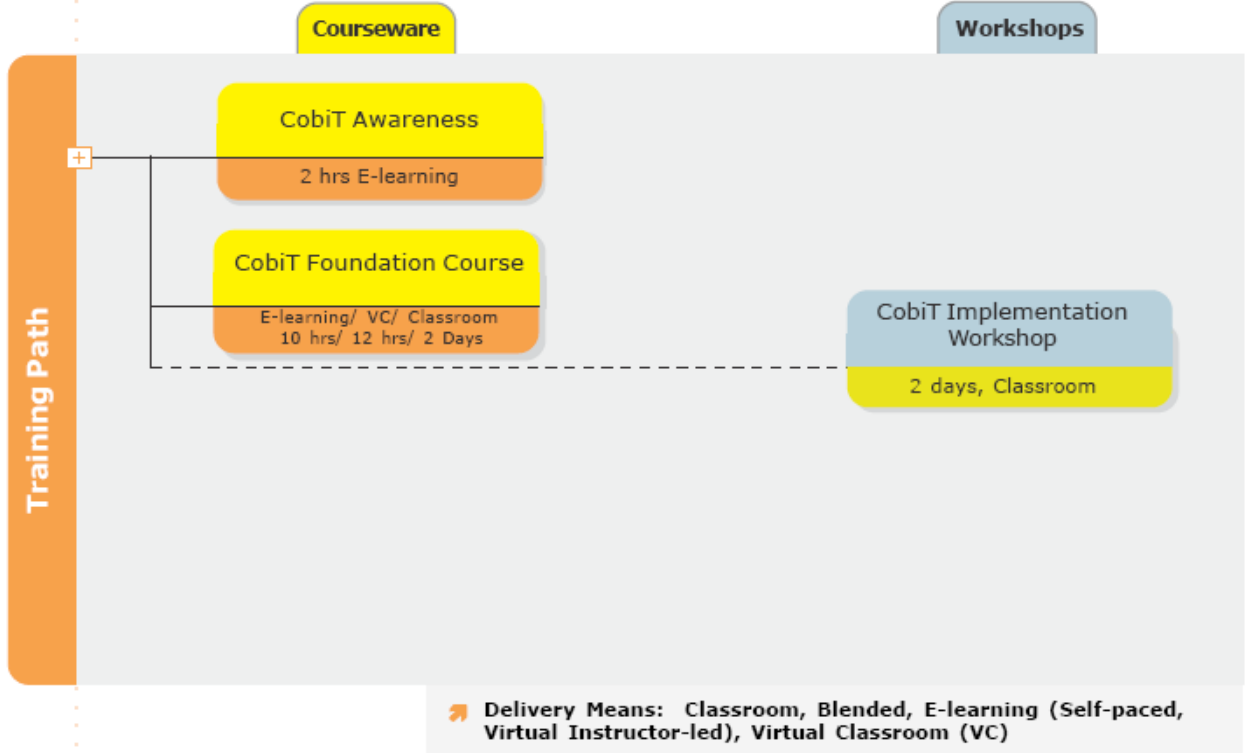 Courseware
Workshops
Training Path
CobiT Awareness
2 hrs E-learning
CobiT Foundation Course
E-learning/ VC/ Classroom
10 hrs/ 12 hrs/ 2 Days
CobiT Implementation
Workshop
2 days, Classroom
Delivery Means: Classroom, Blended, E-learning (Self-paced,
Virtual Instructor-led), Virtual Classroom (VC)